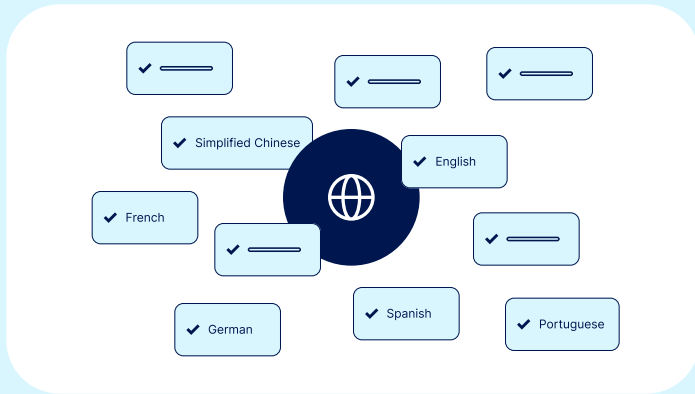 Simplified Chinese
English
French
Spanish
Portuguese
German